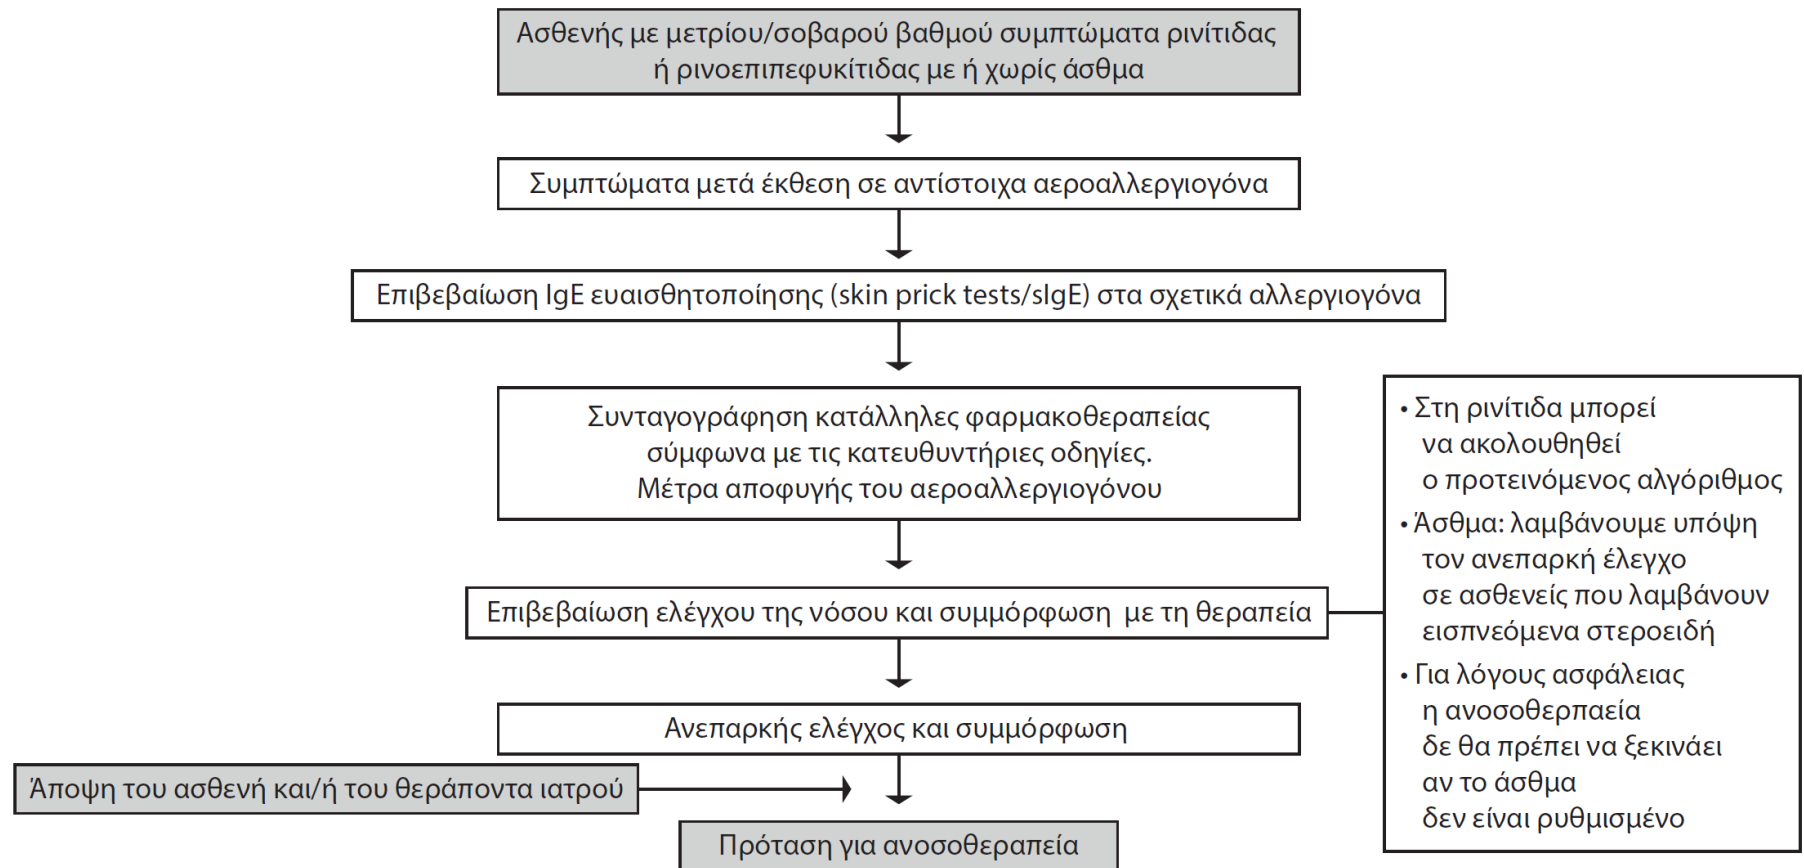 Ασθενής με μετρίου/σοβαρού βαθμού συμπτώματα ρινίτιδας
ή ρινοεπιπεφυκίτιδας με ή χωρίς άσθμα
Συμπτώματα μετά έκθεση σε αντίστοιχα αεροαλλεργιογόνα
Επιβεβαίωση IgE ευαισθητοποίησης (skin prick tests/sIgE) στα σχετικά αλλεργιογόνα
Συνταγογράφηση κατάλληλες φαρμακοθεραπείας
σύμφωνα με τις κατευθυντήριες οδηγίες.
Μέτρα αποφυγής του αεροαλλεργιογόνου
Επιβεβαίωση ελέγχου της νόσου και συμμόρφωση με τη θεραπεία
• Στη ρινίτιδα μπορεί
να ακολουθηθεί
ο προτεινόμενος αλγόριθμος
• Άσθμα: λαμβάνουμε υπόψη
τον ανεπαρκή έλεγχο
σε ασθενείς που λαμβάνουν
εισπνεόμενα στεροειδή
• Για λόγους ασφάλειας
η ανοσοθερπαεία
δε θα πρέπει να ξεκινάει
αν το άσθμα
δεν είναι ρυθμισμένο
Ανεπαρκής ελέγχος και συμμόρφωση
Άποψη του ασθενή και/ή του θεράποντα ιατρού
Πρόταση για ανοσοθεραπεία